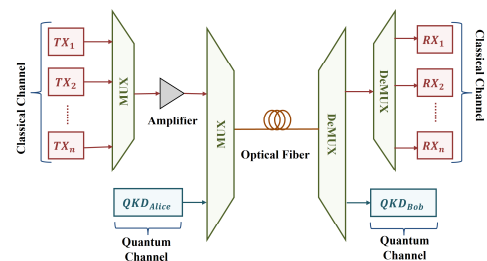 Classical Channel
TX1
TX2
TXn
MUX
Amplifier
MUX
Optical Fiber
DeMUX
DeMUX
RX1
RX2
RXn
Classical Channel
QKDAlice
Quantum
Channel
QKDBob
Quantum
Channel